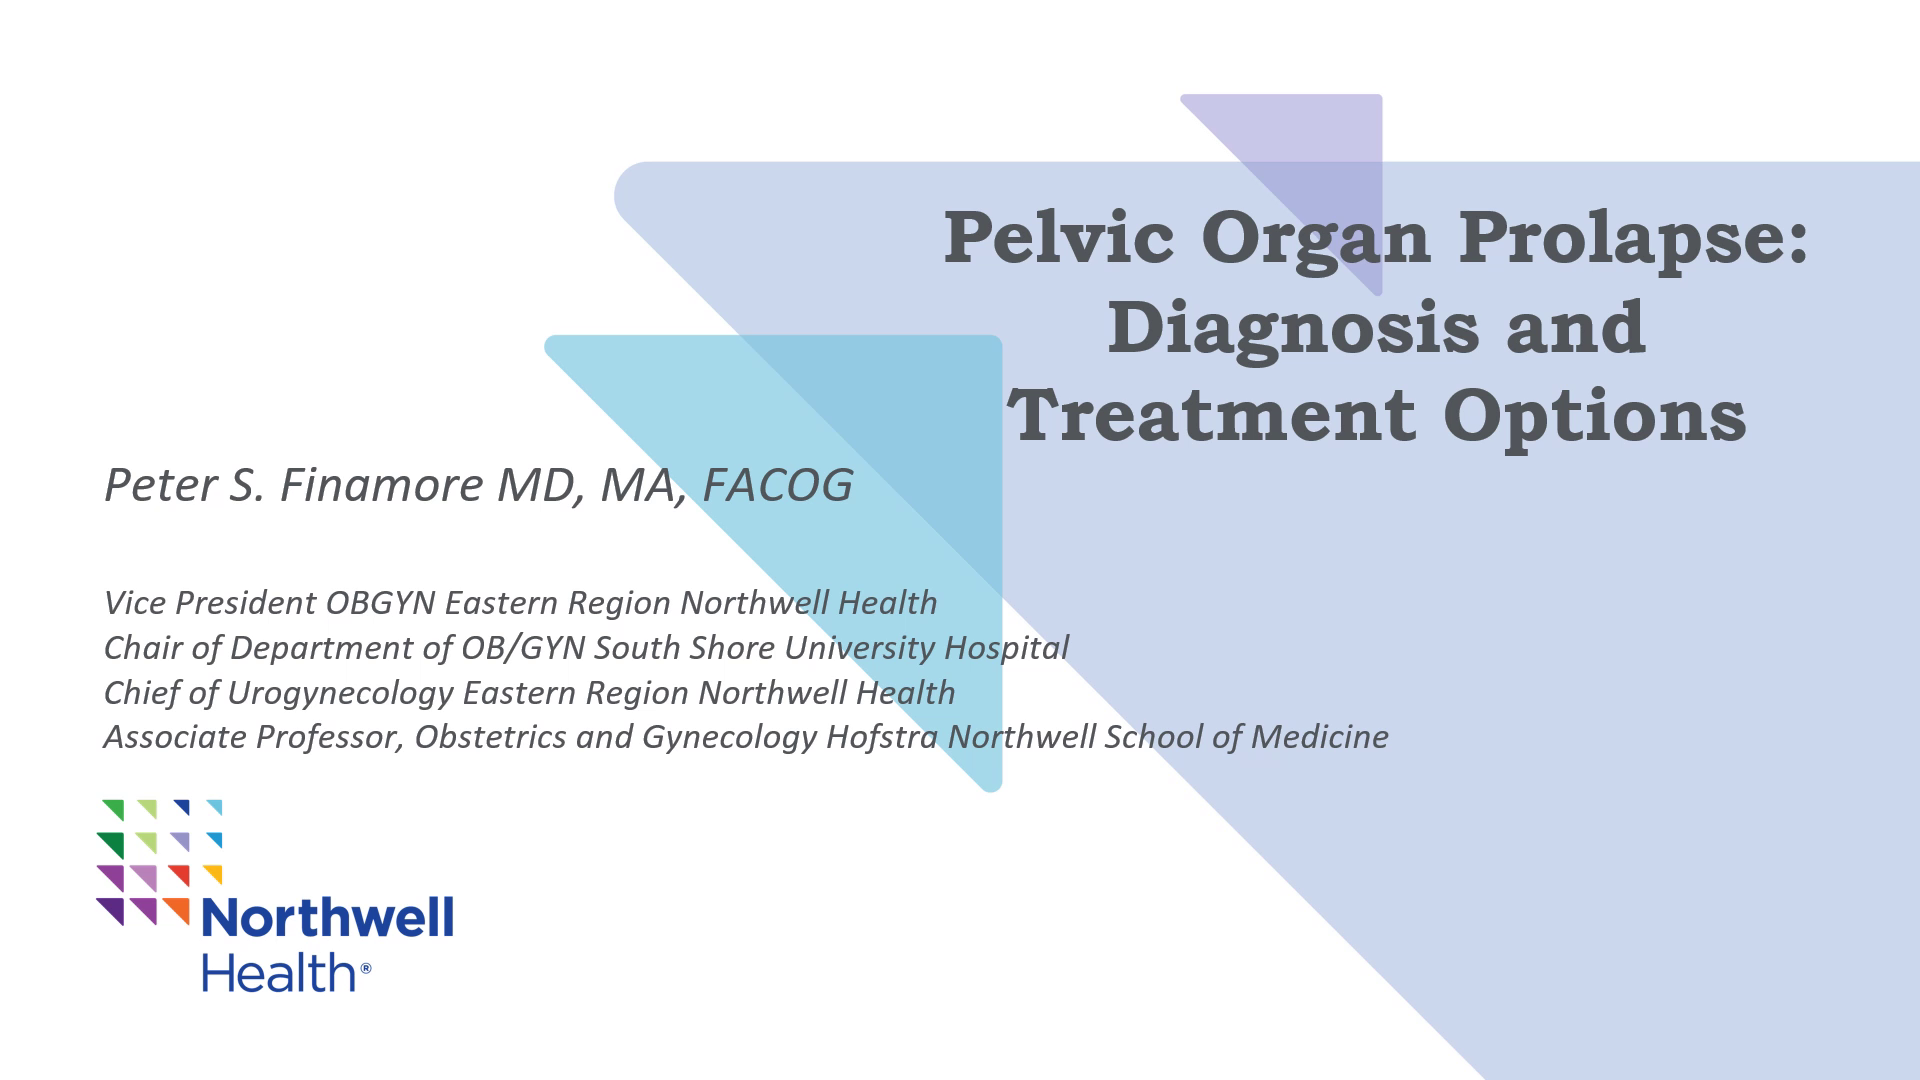 Pelvic Organ Prolapse:
Diagnosis and
Treatment Options
Peter S. Finamore MD, MA, FACOG
Vice President OBGYN Eastern Region Northwell Health
Chair of Department of OB/GYN South Shore University Hospital
Chief of Urogynecology Eastern Region Northwell Health
Associate Professor, Obstetrics and Gynecology Hofstra Northwell School of Medicine
Northwell
Health®